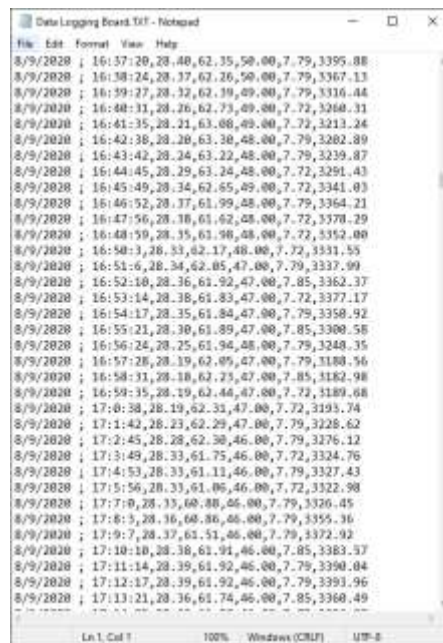 Data Logging Board.TXT - Notepad
File Edit Format View Help
8/9/2020 ; 16:37:20,28.40,62.35,50.00,7.79,3395.88
8/9/2020 ; 16:38:24,28.37,62.26,50.00,7.79,3367.13
8/9/2020 ; 16:39:27,28.32,62.39,49.00,7.79,3316.44
8/9/2020 ; 16:40:31,28.26,62.73,49.00,7.72,3260.31
8/9/2020 ; 16:41:35,28.21,63.08,49.00,7.72,3213.24
8/9/2020 ; 16:42:38,28.20,63.30,48.00,7.79,3202.89
8/9/2020 ; 16:43:42,28.24,63.22,48.00,7.79,3239.87
8/9/2020 ; 16:44:45,28.29,63.24,48.00,7.72,3291.43
8/9/2020 ; 16:45:49,28.34,62.65,49.00,7.72,3341.03
8/9/2020 ; 16:46:52,28.37,61.99,48.00,7.79,3364.21
8/9/2020 ; 16:47:56,28.38,61.62,48.00,7.72,3378.29
8/9/2020 ; 16:48:59,28.35,61.98,48.00,7.72,3352.00
8/9/2020 ; 16:50:3,28.33,62.17,48.00,7.72,3331.55
8/9/2020 ; 16:51:6,28.34,62.05,47.00,7.79,3337.99
8/9/2020 ; 16:52:10,28.36,61.92,47.00,7.85,3362.37
8/9/2020 ; 16:53:14,28.38,61.83,47.00,7.72,3377.17
8/9/2020 ; 16:54:17,28.35,61.84,47.00,7.79,3350.92
8/9/2020 ; 16:55:21,28.30,61.89,47.00,7.85,3300.58
8/9/2020 ; 16:56:24,28.25,61.94,48.00,7.79,3248.35
8/9/2020 ; 16:57:28,28.19,62.05,47.00,7.79,3188.56
8/9/2020 ; 16:58:31,28.18,62.23,47.00,7.85,3182.98
8/9/2020 ; 16:59:35,28.19,62.44,47.00,7.72,3189.68
8/9/2020 ; 17:0:38,28.19,62.31,47.00,7.72,3193.74
8/9/2020 ; 17:1:42,28.23,62.29,47.00,7.79,3228.62
8/9/2020 ; 17:2:45,28.28,62.30,46.00,7.79,3276.12
8/9/2020 ; 17:3:49,28.33,61.75,46.00,7.72,3324.76
8/9/2020 ; 17:4:53,28.33,61.11,46.00,7.79,3327.43
8/9/2020 ; 17:5:56,28.33,61.06,46.00,7.72,3322.98
8/9/2020 ; 17:7:0,28.33,60.88,46.00,7.79,3326.45
8/9/2020 ; 17:8:3,28.36,60.86,46.00,7.79,3355.36
8/9/2020 ; 17:9:7,28.37,61.51,46.00,7.79,3372.92
8/9/2020 ; 17:10:10,28.38,61.91,46.00,7.85,3383.57
8/9/2020 ; 17:11:14,28.39,61.92,46.00,7.79,3390.04
8/9/2020 ; 17:12:17,28.39,61.92,46.00,7.79,3393.96
8/9/2020 ; 17:13:21,28.36,61.74,46.00,7.85,3360.49
Ln 1, Col 1 100% Windows (CRLF) UTF-8